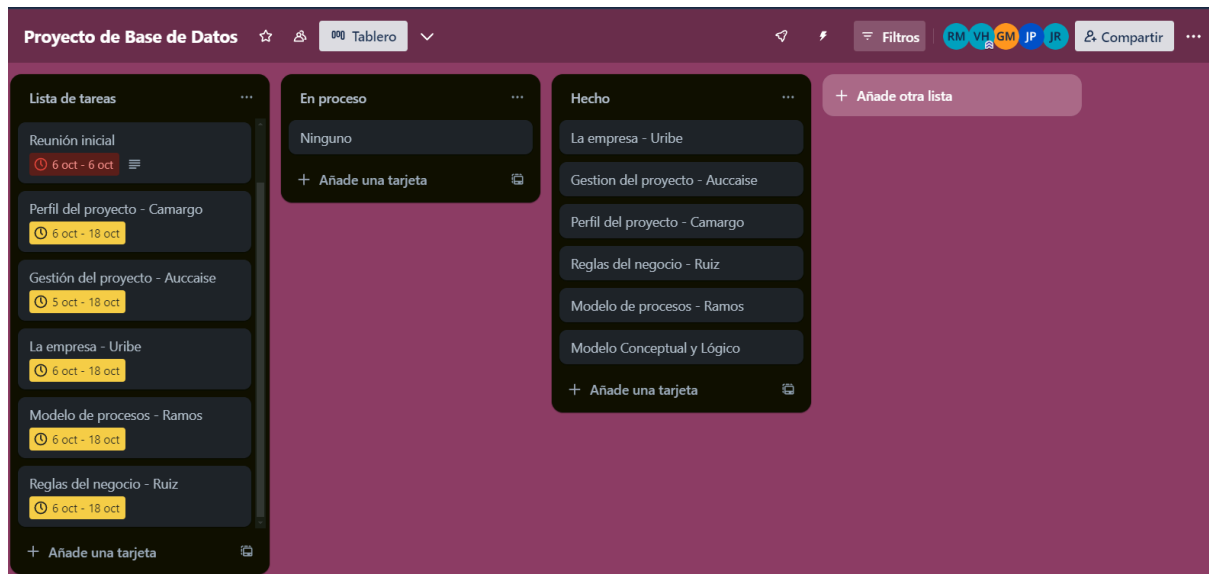 Proyecto de Base de Datos
Tablero
Filtros
RM
VH
GM
JP
JR
Compartir
Lista de tareas
Reunión inicial
6 oct - 6 oct
Perfil del proyecto - Camargo
6 oct - 18 oct
Gestión del proyecto - Auccaise
5 oct - 18 oct
La empresa - Uribe
6 oct - 18 oct
Modelo de procesos - Ramos
6 oct - 18 oct
Reglas del negocio - Ruiz
6 oct - 18 oct
+ Añade una tarjeta
En proceso
Ninguno
+ Añade una tarjeta
Hecho
La empresa - Uribe
Gestion del proyecto - Auccaise
Perfil del proyecto - Camargo
Reglas del negocio - Ruiz
Modelo de procesos - Ramos
Modelo Conceptual y Lógico
+ Añade una tarjeta
+ Añade otra lista